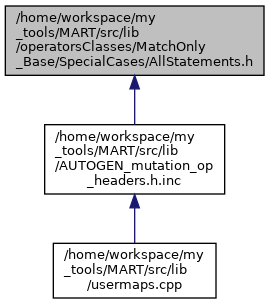 /home/workspace/my
_tools/MART/src/lib
/operatorsClasses/MatchOnly
_Base/SpecialCases/AllStatements.h
/home/workspace/my
_tools/MART/src/lib
/AUTOGEN_mutation_op
_headers.h.inc
/home/workspace/my
_tools/MART/src/lib
/usermaps.cpp